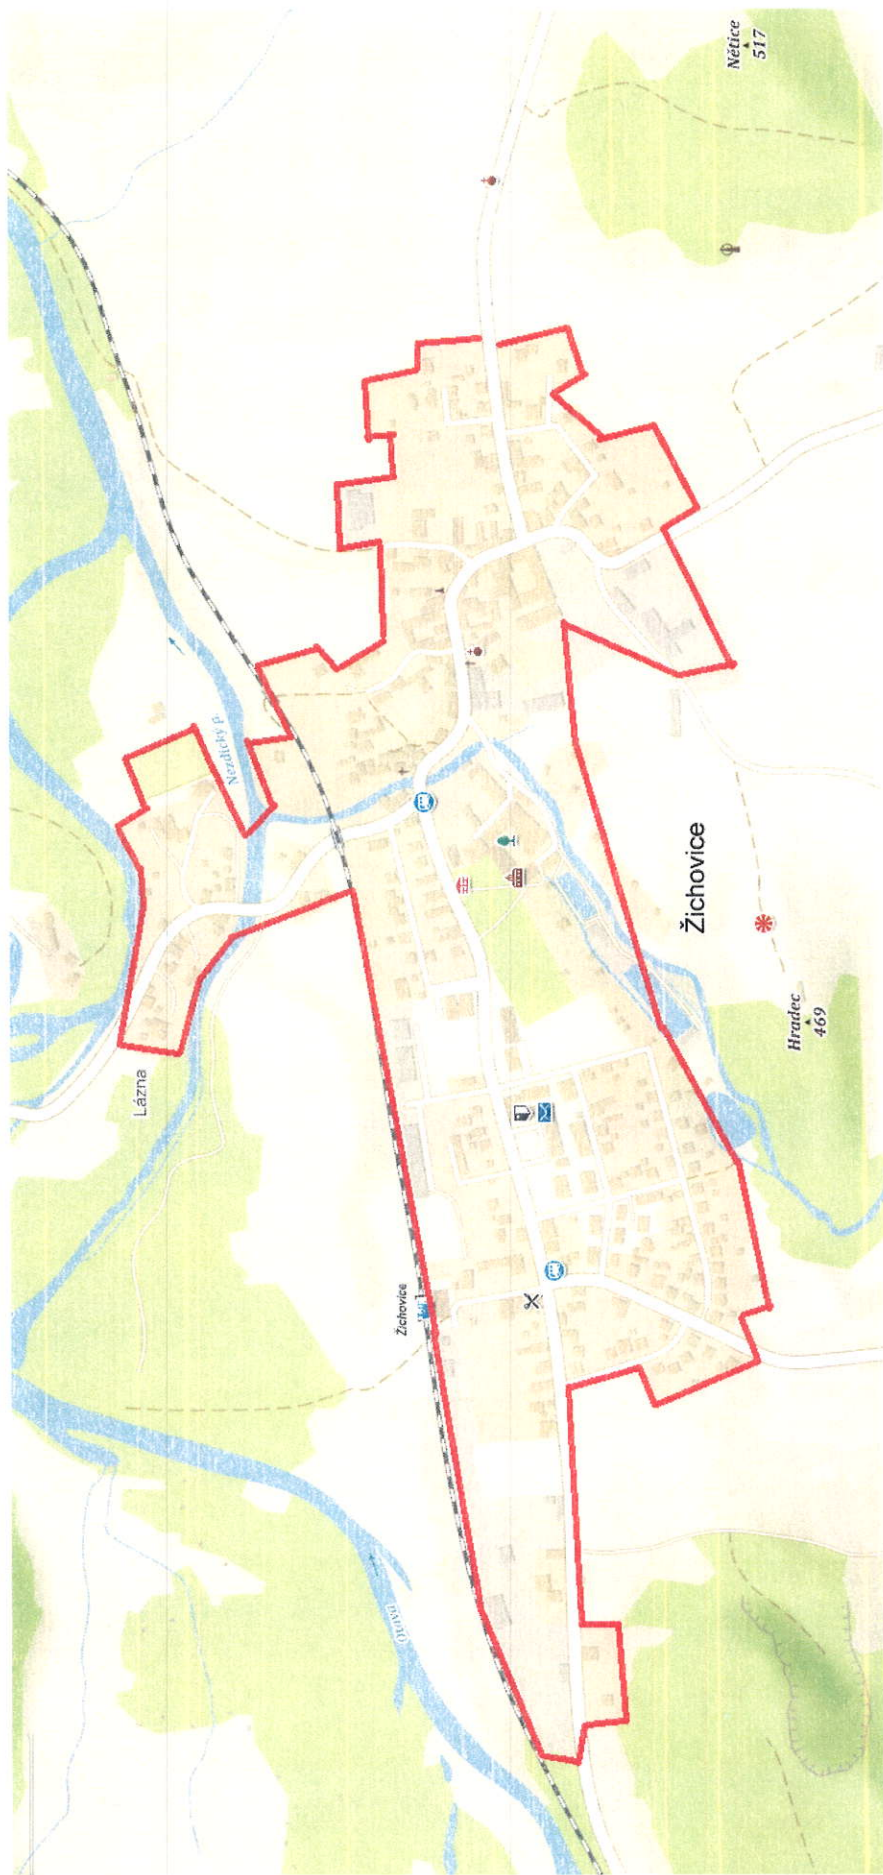 Nětice
517
Nezdický p.
Žichovice
Hradec
469
Lázna
Žichovice
Otava